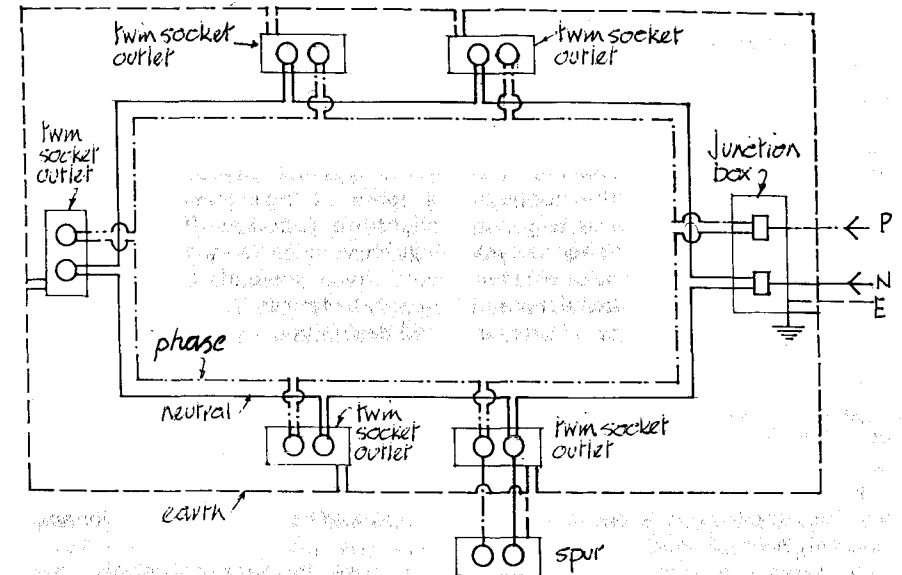 twin socket
outlet
twin socket
outlet
twin
socket
outlet
Junction
box
P
N
E
phase
neutral
twin
socket
outlet
twin socket
outlet
earth
spur